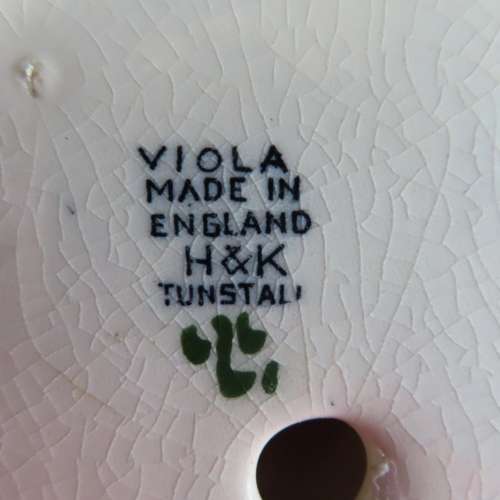 VIOLA
MADE IN
ENGLAND
H&K
TUNSTALL